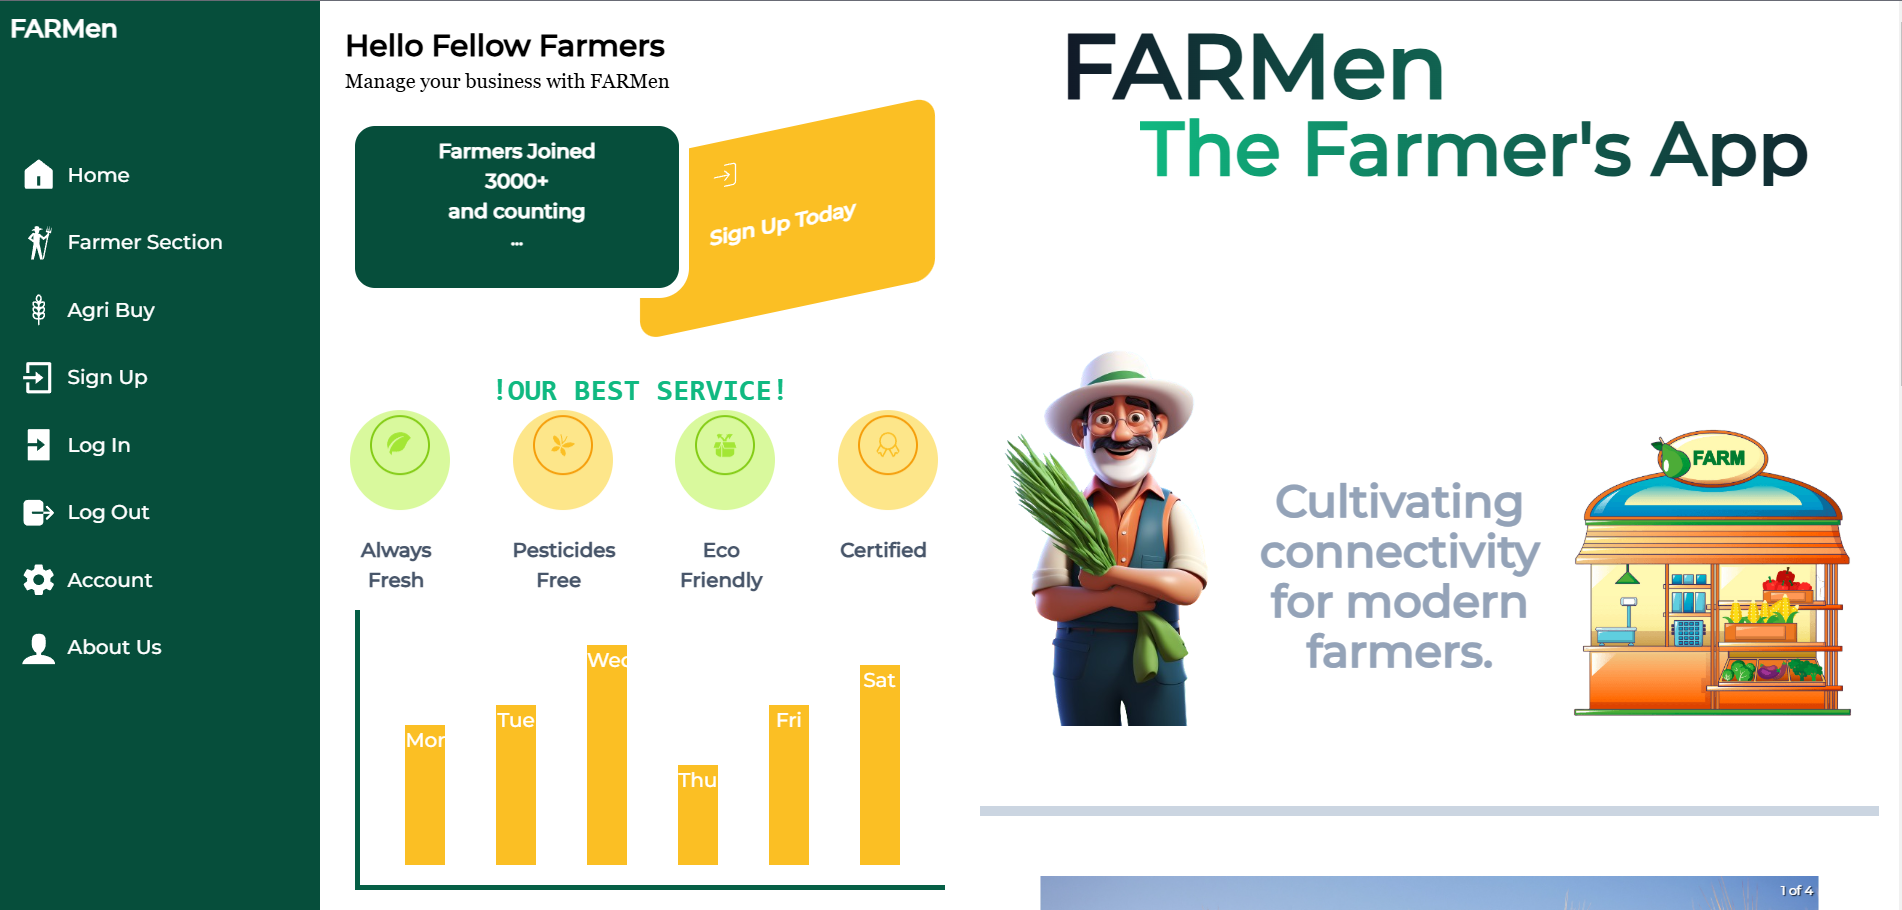 FARMen
Home
Farmer Section
Agri Buy
Sign Up
Log In
Log Out
Account
About Us
Hello Fellow Farmers
Manage your business with FARMen
Farmers Joined
3000+
and counting
...
Sign Up Today
!OUR BEST SERVICE!
Always
Fresh
Pesticides
Free
Eco
Friendly
Certified
Mon
Tue
Wed
Thu
Fri
Sat
FARMen
The Farmer's App
Cultivating
connectivity
for modern
farmers.
FARM
1 of 4